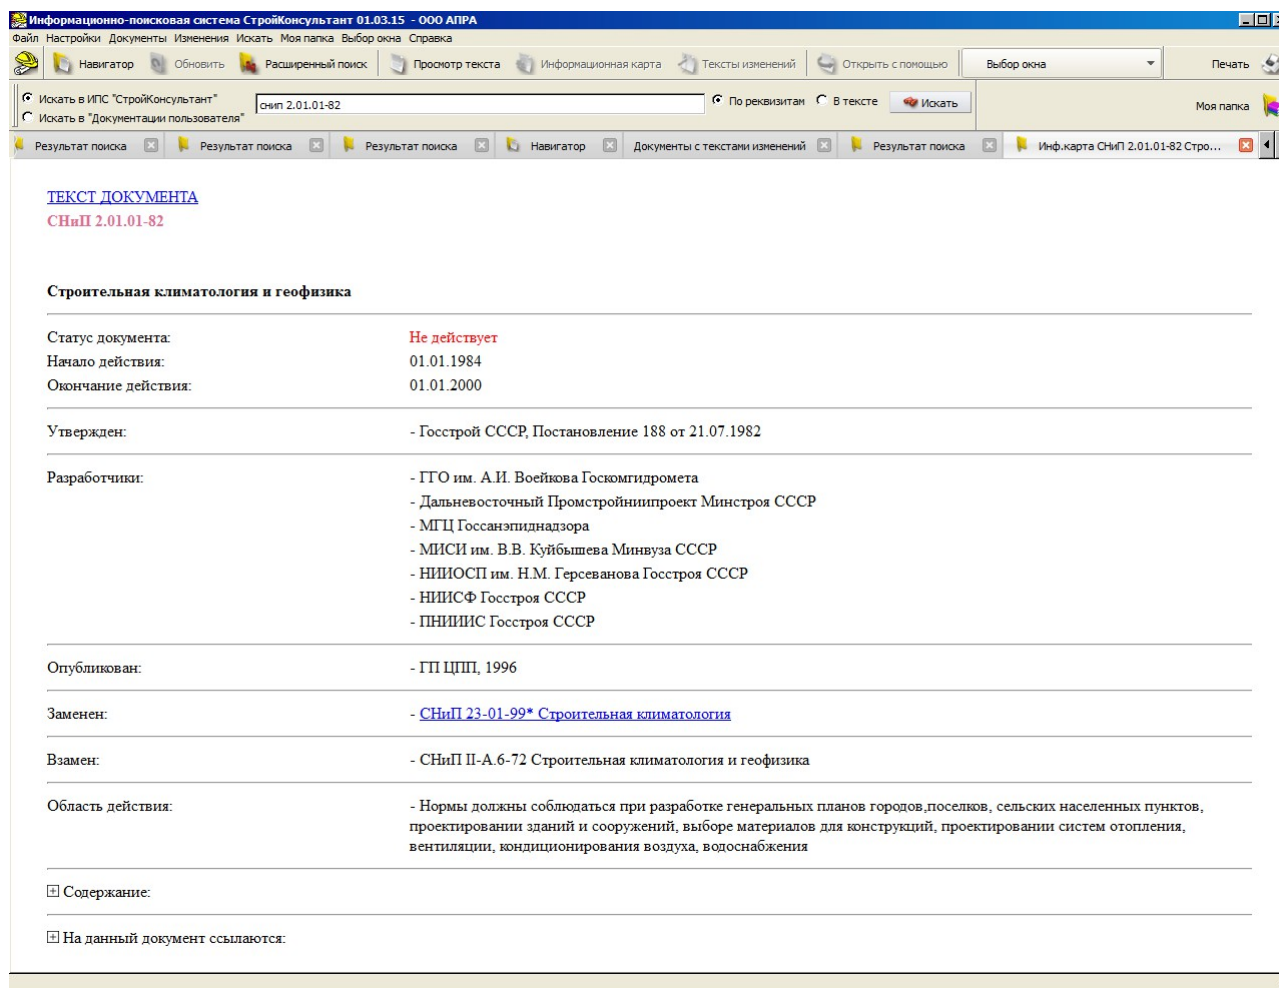 Информационно-поисковая система СтройКонсультант 01.03.15 - ООО АПРА
Файл Настройки Документы Изменения Искать Моя папка Выбор окна Справка
Навигатор Обновить Расширенный поиск Просмотр текста Информационная карта Тексты изменений Открыть с помощью Выбор окна Печать
Искать в ИПС "СтройКонсультант" снип 2.01.01-82 По реквизитам В тексте Искать
Искать в "Документации пользователя" Моя папка
Результат поиска Результат поиска Результат поиска Навигатор Документы с текстами изменений Результат поиска Инф.карта СНиП 2.01.01-82 Стро...
ТЕКСТ ДОКУМЕНТА
СНиП 2.01.01-82
Строительная климатология и геофизика
Статус документа: Не действует
Начало действия: 01.01.1984
Окончание действия: 01.01.2000
Утвержден: - Госстрой СССР, Постановление 188 от 21.07.1982
Разработчики: - ГГО им. А.И. Воейкова Госкомгидромета
- Дальневосточный Промстройниипроект Минстроя СССР
- МГЦ Госсанэпиднадзора
- МИСИ им. В.В. Куйбышева Минвуза СССР
- НИИОСП им. Н.М. Герсеванова Госстроя СССР
- НИИСФ Госстроя СССР
- ПНИИИС Госстроя СССР
Опубликован: - ГП ЦПП, 1996
Заменен: - СНиП 23-01-99* Строительная климатология
Взамен: - СНиП II-А.6-72 Строительная климатология и геофизика
Область действия: - Нормы должны соблюдаться при разработке генеральных планов городов,поселков, сельских населенных пунктов,
проектировании зданий и сооружений, выборе материалов для конструкций, проектировании систем отопления,
вентиляции, кондиционирования воздуха, водоснабжения
Содержание:
На данный документ ссылаются: